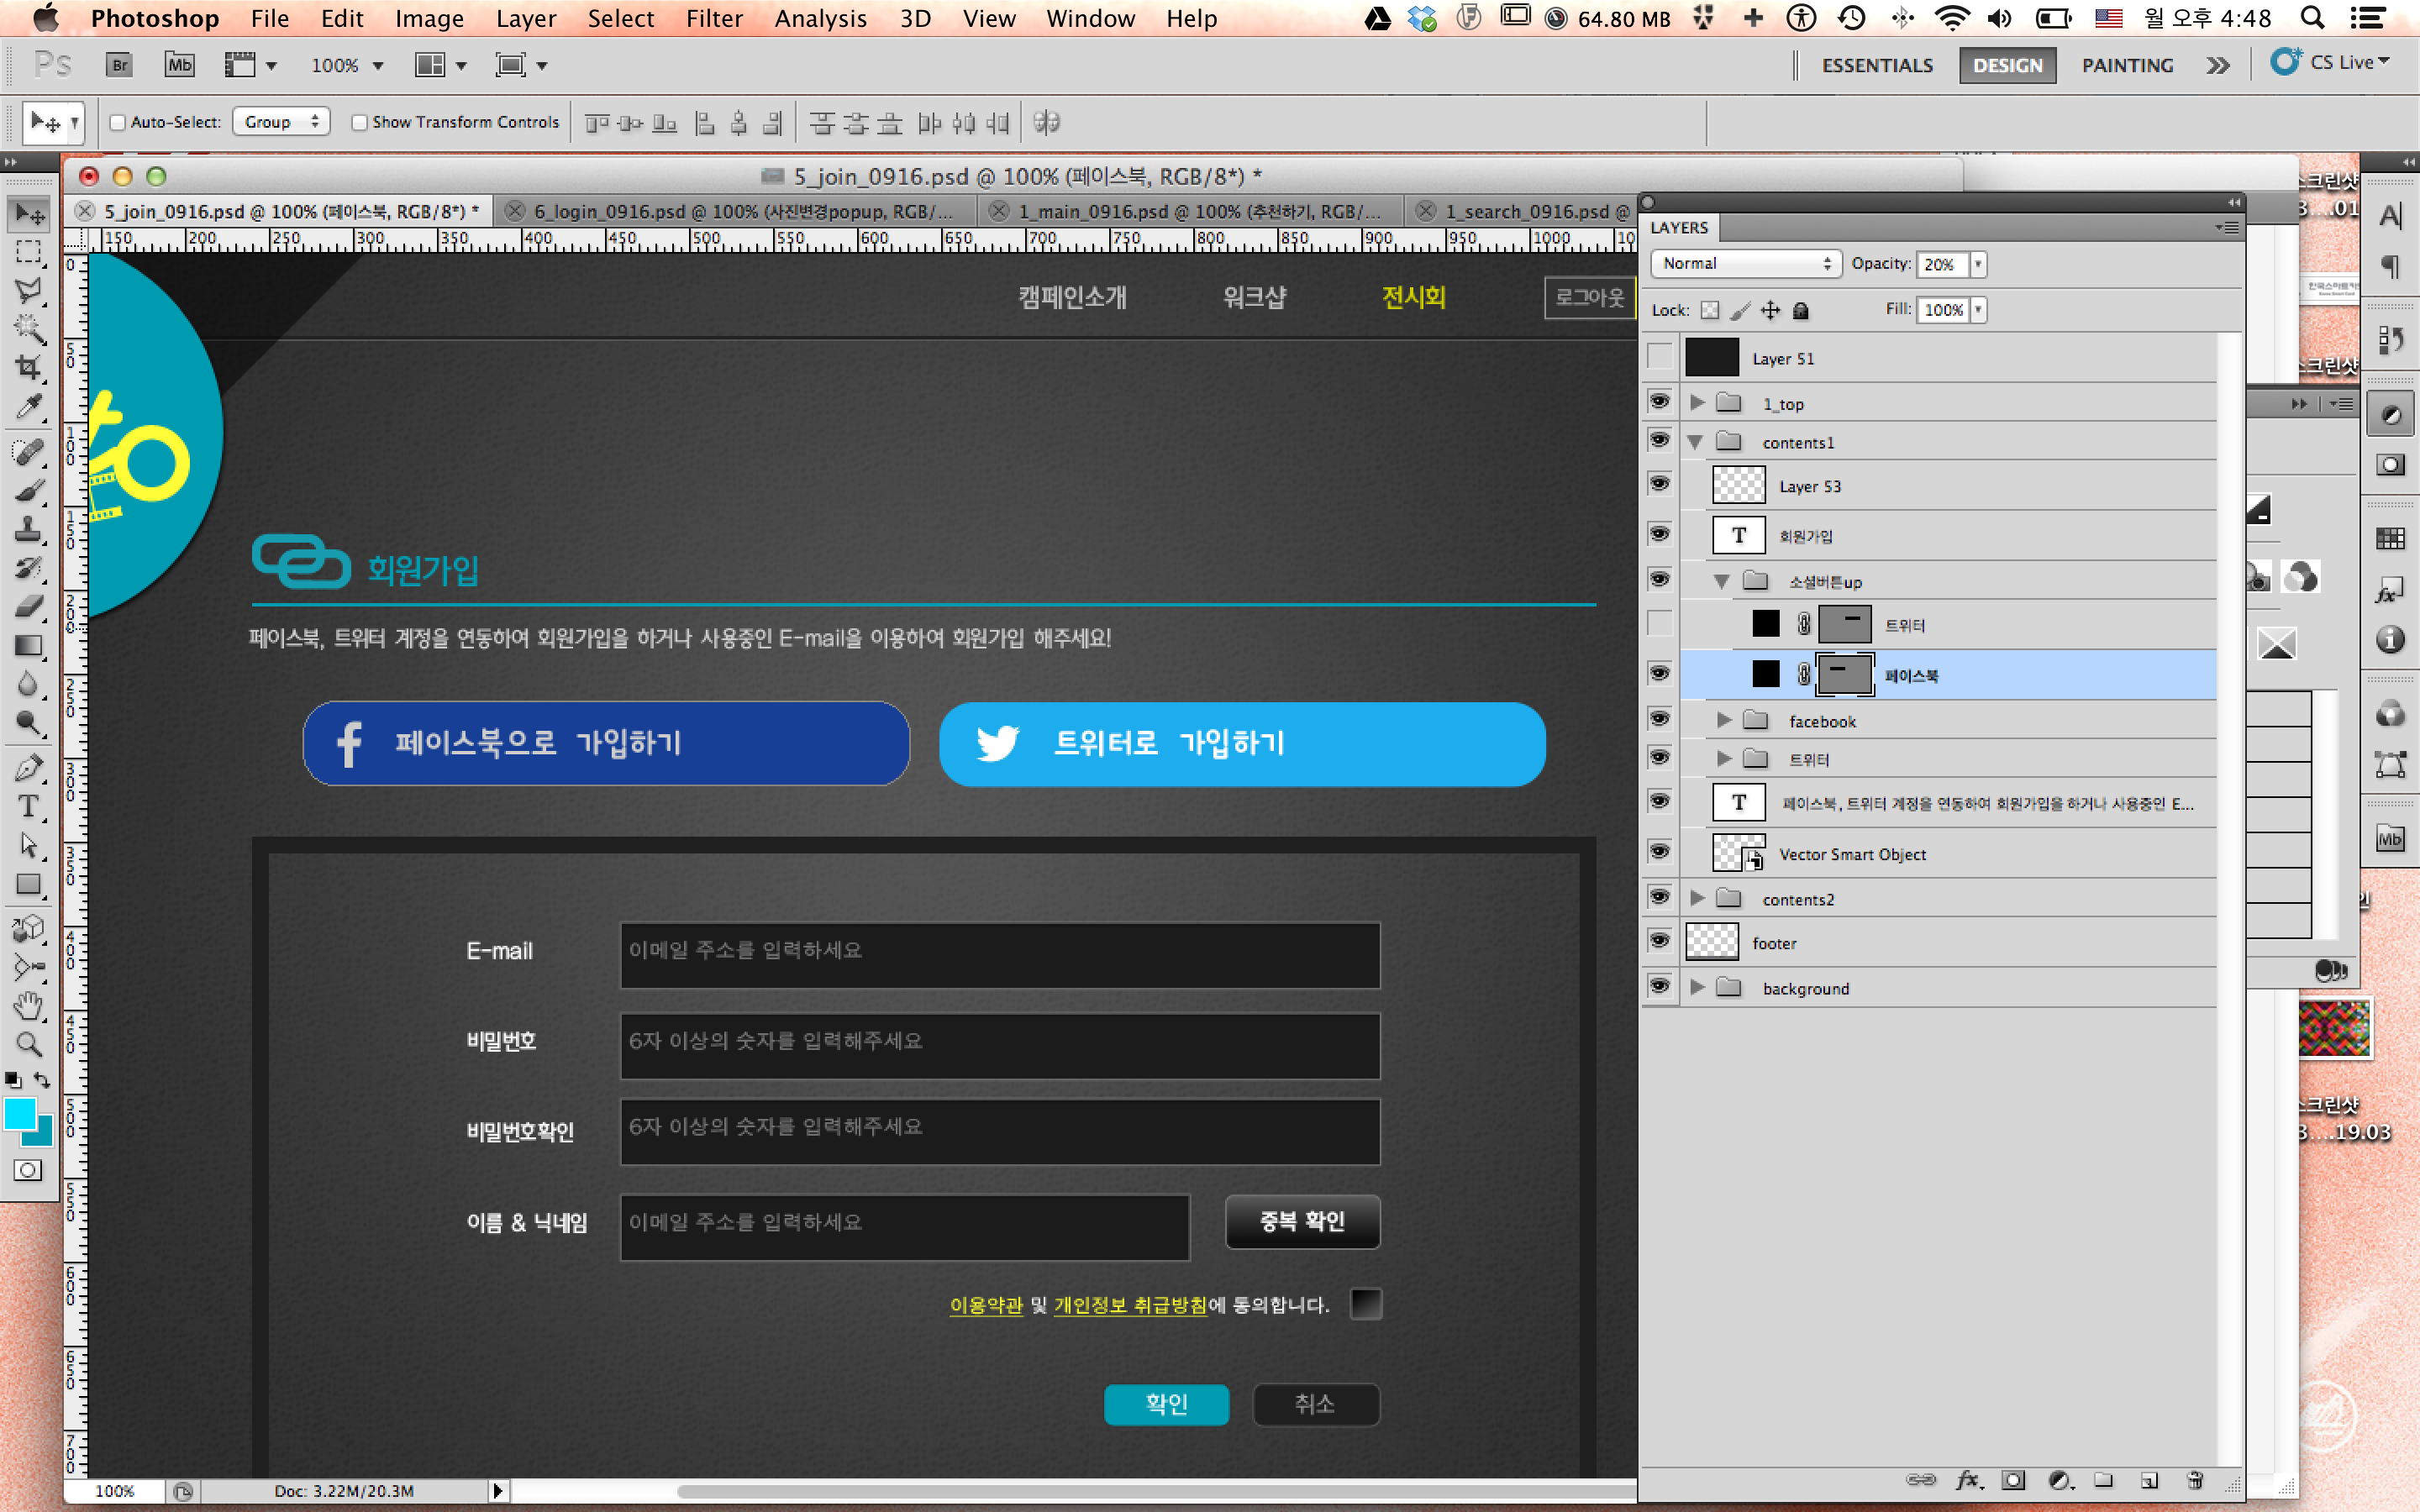 Photoshop File Edit Image Layer Select Filter Analysis 3D View Window Help 64.80 MB 월 오후 4:48
Ps Br Mb 100% ESSENTIALS DESIGN PAINTING CS Live
Auto-Select: Group Show Transform Controls
5_join_0916.psd @ 100% (페이스북, RGB/8*) *
5_join_0916.psd @ 100% (페이스북, RGB/8*) * 6_login_0916.psd @ 100% (사진변경popup, RGB/... 1_main_0916.psd @ 100% (추천하기, RGB/... 1_search_0916.psd @
150 200 250 300 350 400 450 500 550 600 650 700 750 800 850 900 950 1000 10
0 50 100 150 200 250 300 350 400 450 500 550 600 650 700
캠페인소개 워크샵 전시회 로그아웃
회원가입
페이스북, 트위터 계정을 연동하여 회원가입을 하거나 사용중인 E-mail을 이용하여 회원가입 해주세요!
페이스북으로 가입하기 트위터로 가입하기
E-mail 이메일 주소를 입력하세요
비밀번호 6자 이상의 숫자를 입력해주세요
비밀번호확인 6자 이상의 숫자를 입력해주세요
이름 & 닉네임 이메일 주소를 입력하세요 중복 확인
이용약관 및 개인정보 취급방침에 동의합니다.
확인 취소
100% Doc: 3.22M/20.3M
LAYERS
Normal Opacity: 20%
Lock: Fill: 100%
Layer 51
1_top
contents1
Layer 53
T 회원가입
소셜버튼up
트위터
페이스북
facebook
트위터
T 페이스북, 트위터 계정을 연동하여 회원가입을 하거나 사용중인 E...
Vector Smart Object
contents2
footer
background
fx
A
fx
Mb
스크린샷
3....01
스크린샷
스크린샷
3....19.03